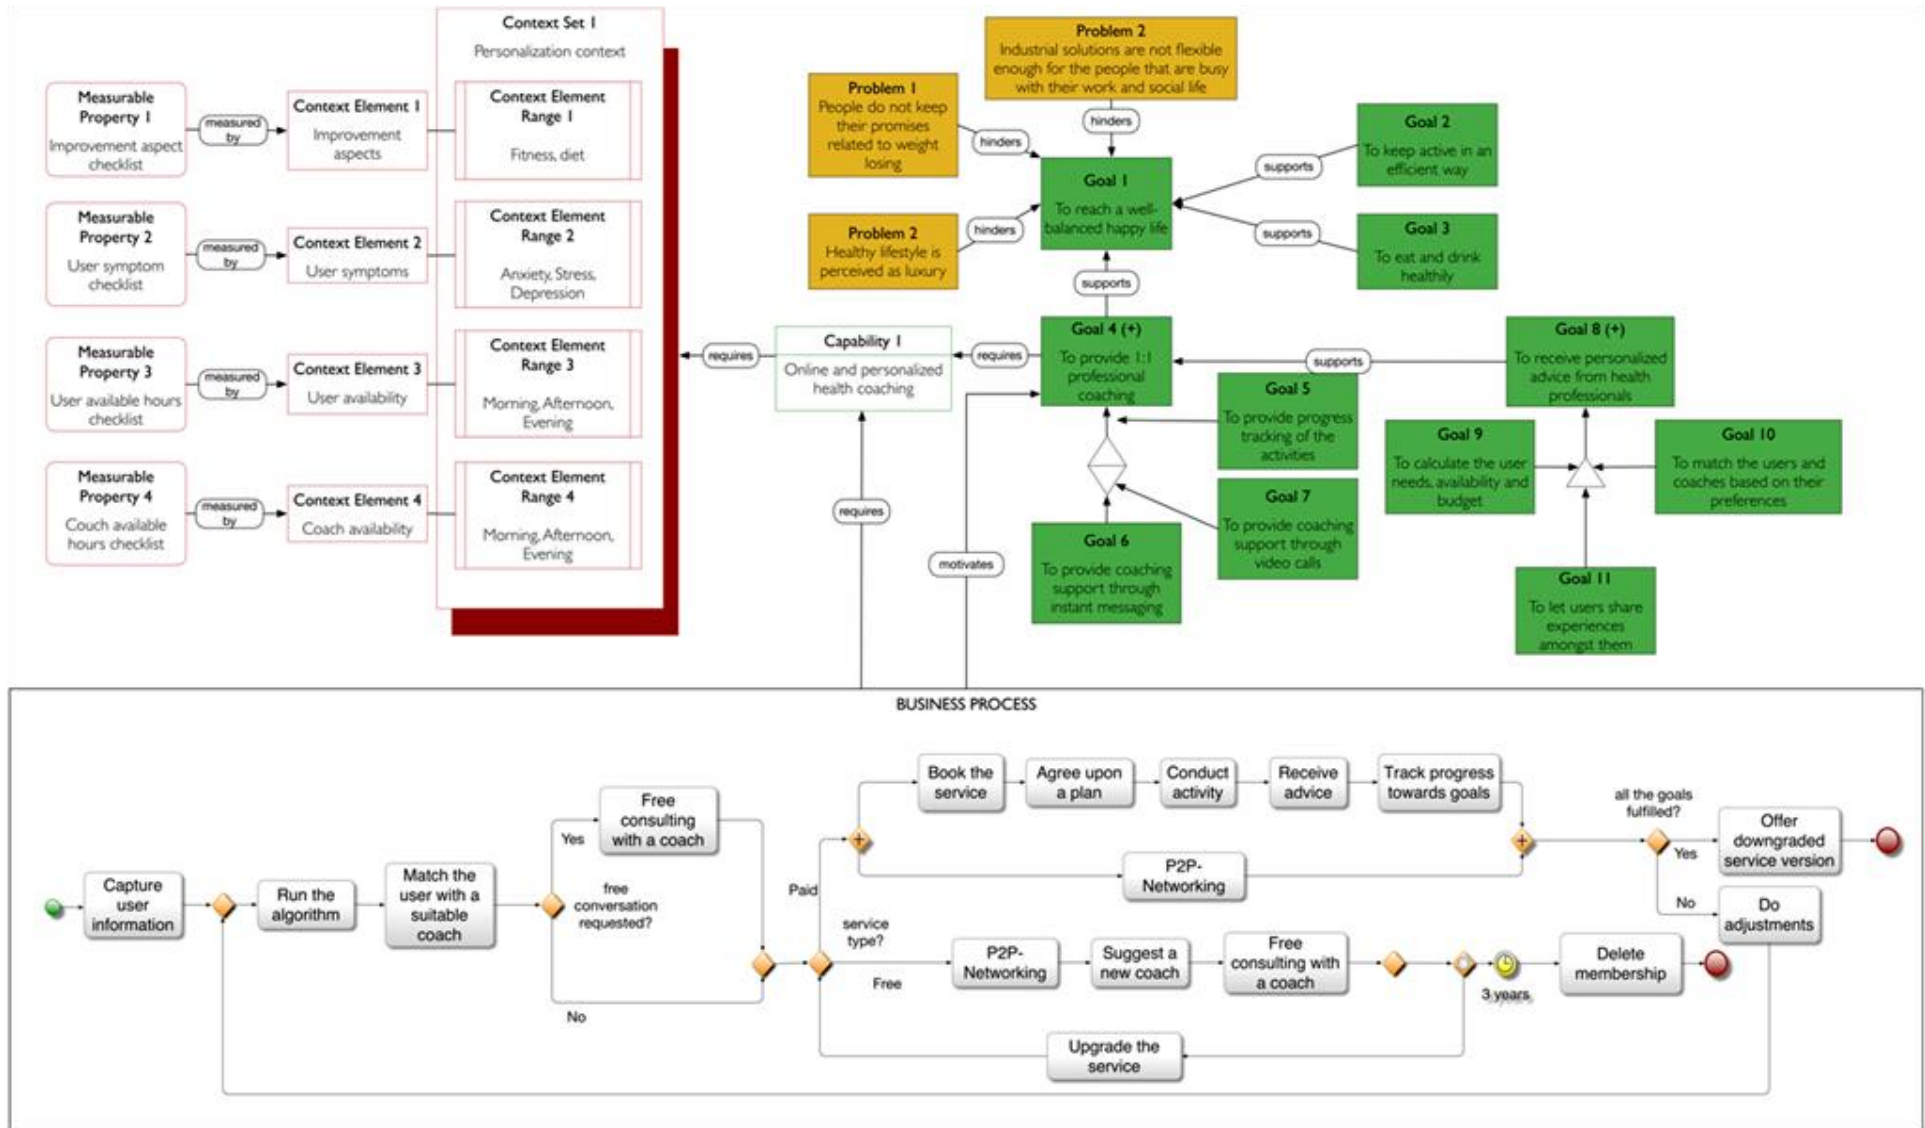 Context Set 1
Personalization context
Measurable
Property 1
Improvement aspect
checklist
measured
by
Context Element 1
Improvement
aspects
Context Element
Range 1
Fitness, diet
Measurable
Property 2
User symptom
checklist
measured
by
Context Element 2
User symptoms
Context Element
Range 2
Anxiety, Stress,
Depression
Measurable
Property 3
User available hours
checklist
measured
by
Context Element 3
User availability
Context Element
Range 3
Morning, Afternoon,
Evening
Measurable
Property 4
Couch available
hours checklist
measured
by
Context Element 4
Coach availability
Context Element
Range 4
Morning, Afternoon,
Evening
Problem 2
Industrial solutions are not flexible
enough for the people that are busy
with their work and social life
Problem 1
People do not keep
their promises
related to weight
losing
hinders
hinders
Problem 2
Healthy lifestyle is
perceived as luxury
hinders
Goal 1
To reach a well-
balanced happy life
Goal 2
To keep active in an
efficient way
supports
Goal 3
To eat and drink
healthily
supports
supports
requires
Capability 1
Online and personalized
health coaching
requires
Goal 4 (+)
To provide 1:1
professional
coaching
supports
Goal 8 (+)
To receive personalized
advice from health
professionals
Goal 5
To provide progress
tracking of the
activities
Goal 7
To provide coaching
support through
video calls
Goal 6
To provide coaching
support through
instant messaging
Goal 9
To calculate the user
needs, availability and
budget
Goal 10
To match the users and
coaches based on their
preferences
Goal 11
To let users share
experiences
amongst them
requires
motivates
BUSINESS PROCESS
Capture
user
information
Run the
algorithm
Match the
user with a
suitable
coach
Yes
free
conversation
requested?
No
Free
consulting
with a coach
Paid
service
type?
Free
Book the
service
Agree upon
a plan
Conduct
activity
Receive
advice
Track progress
towards goals
P2P-
Networking
all the goals
fulfilled?
Yes
No
Offer
downgraded
service version
Do
adjustments
P2P-
Networking
Suggest a
new coach
Free
consulting with
a coach
3 years
Delete
membership
Upgrade the
service